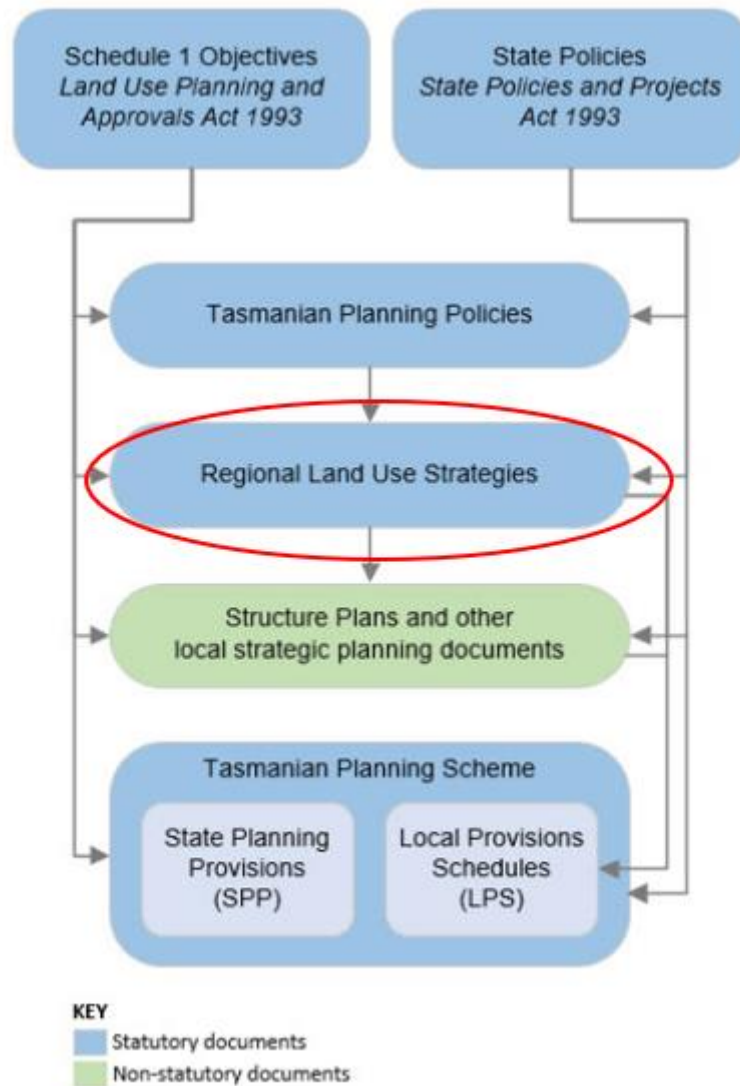 Schedule 1 Objectives
Land Use Planning and
Approvals Act 1993
State Policies
State Policies and Projects
Act 1993
Tasmanian Planning Policies
Regional Land Use Strategies
Structure Plans and other
local strategic planning documents
Tasmanian Planning Scheme
State Planning
Provisions
(SPP)
Local Provisions
Schedules
(LPS)
KEY
Statutory documents
Non-statutory documents